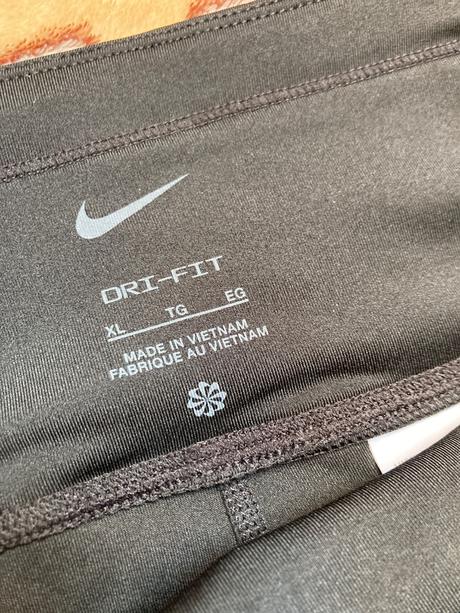 DRI-FIT
XL TG EG
MADE IN VIETNAM
FABRIQUE AU VIETNAM